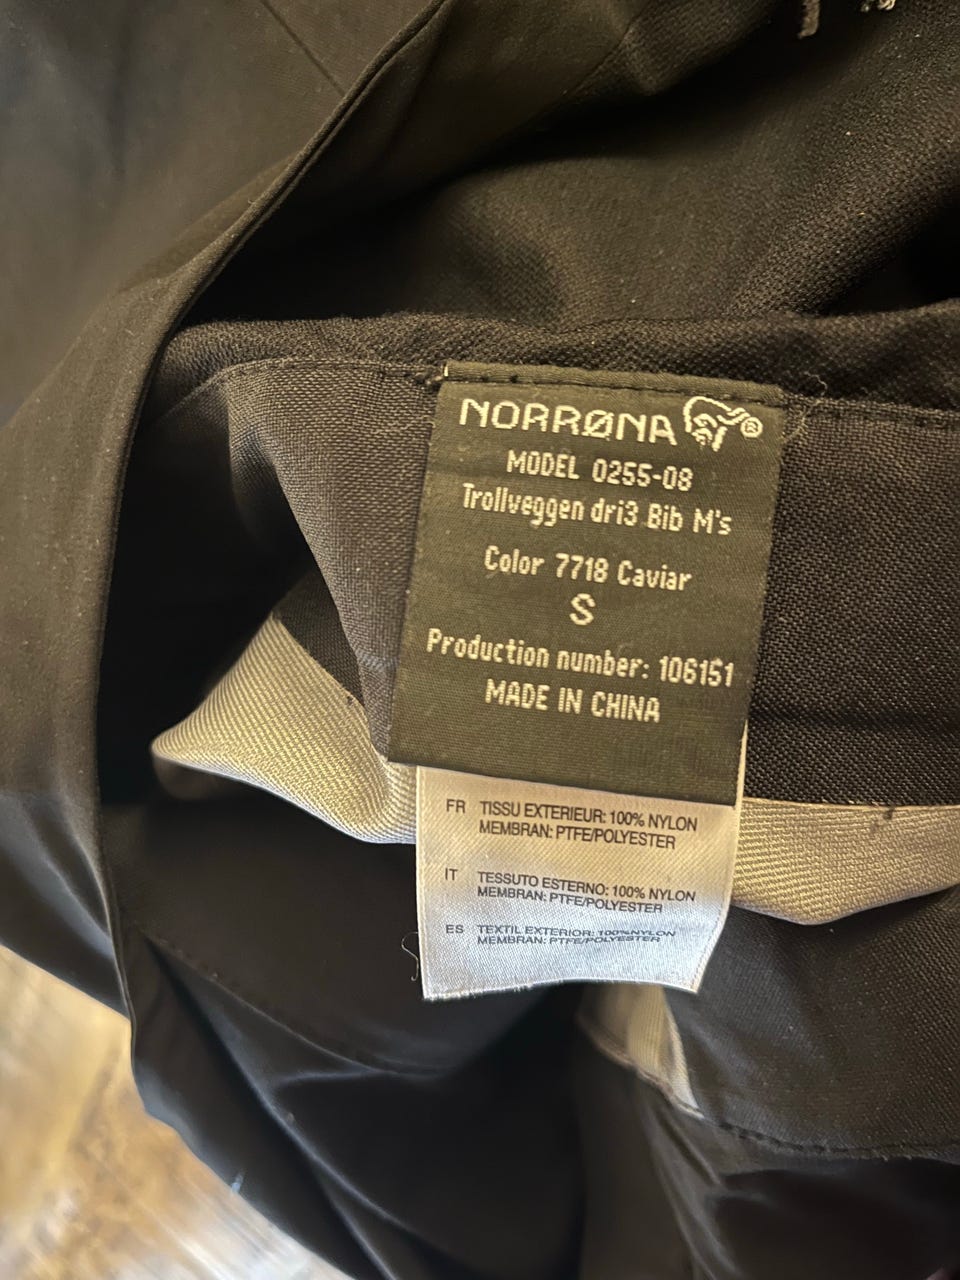 NORRØNA ®
MODEL 0255-08
Trollveggen dri3 Bib M's
Color 7718 Caviar
S
Production number: 106151
MADE IN CHINA
FR TISSU EXTERIEUR: 100% NYLON
MEMBRAN: PTFE/POLYESTER
IT TESSUTO ESTERNO: 100% NYLON
MEMBRAN: PTFE/POLYESTER
ES TEXTIL EXTERIOR: 100% NYLON
MEMBRAN: PTFE/POLYESTER